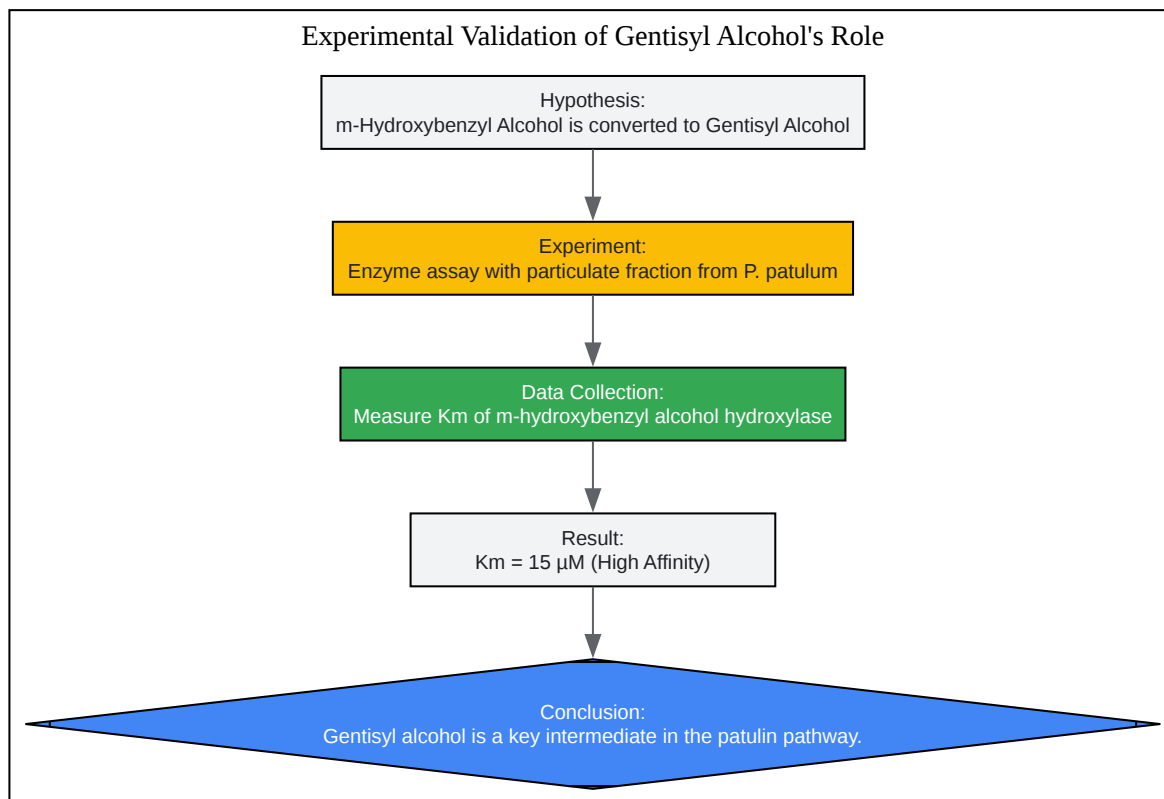 Experimental Validation of Gentisyl Alcohol's Role
Hypothesis:
m-Hydroxybenzyl Alcohol is converted to Gentisyl Alcohol
Experiment:
Enzyme assay with particulate fraction from P. patulum
Data Collection:
Measure Km of m-hydroxybenzyl alcohol hydroxylase
Result:
Km = 15 µM (High Affinity)
Conclusion:
Gentisyl alcohol is a key intermediate in the patulin pathway.